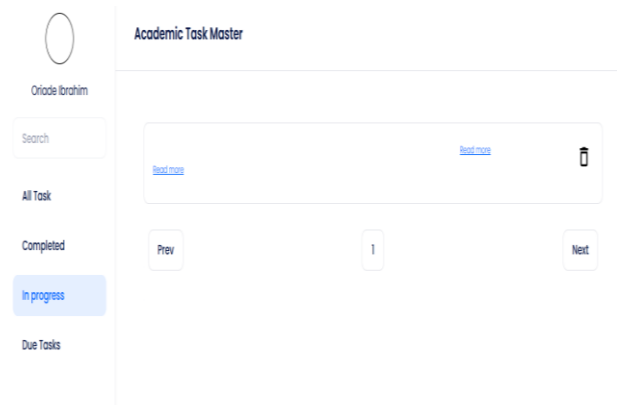 Academic Task Master
Oriade Ibrahim
Search
All Task
Completed
In progress
Due Tasks
Read more
Read more
Prev
1
Next